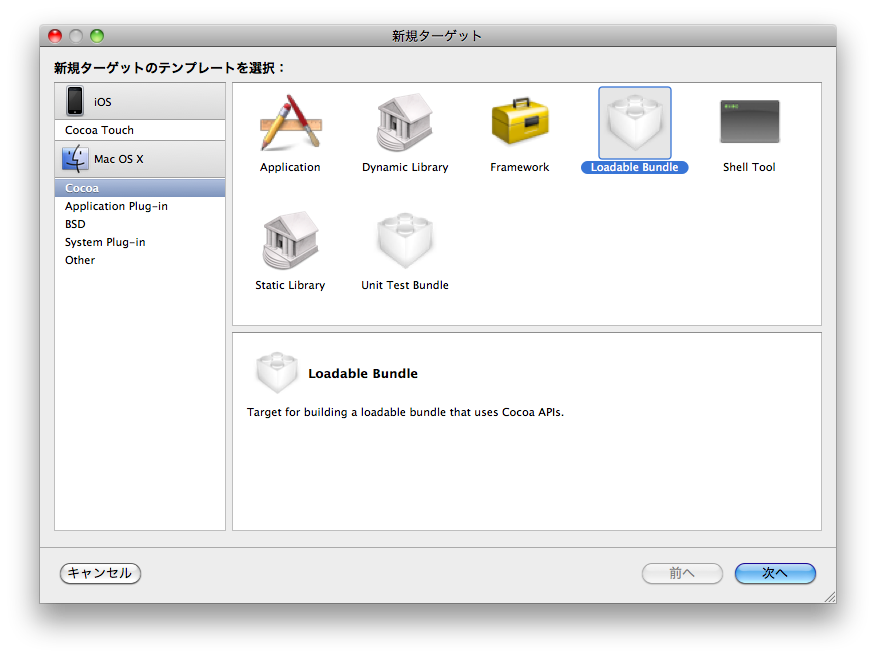 新規ターゲット
新規ターゲットのテンプレートを選択：
iOS
Cocoa Touch
Mac OS X
Cocoa
Application Plug-in
BSD
System Plug-in
Other
Application
Dynamic Library
Framework
Loadable Bundle
Shell Tool
Static Library
Unit Test Bundle
Loadable Bundle
Target for building a loadable bundle that uses Cocoa APIs.
キャンセル
前へ
次へ